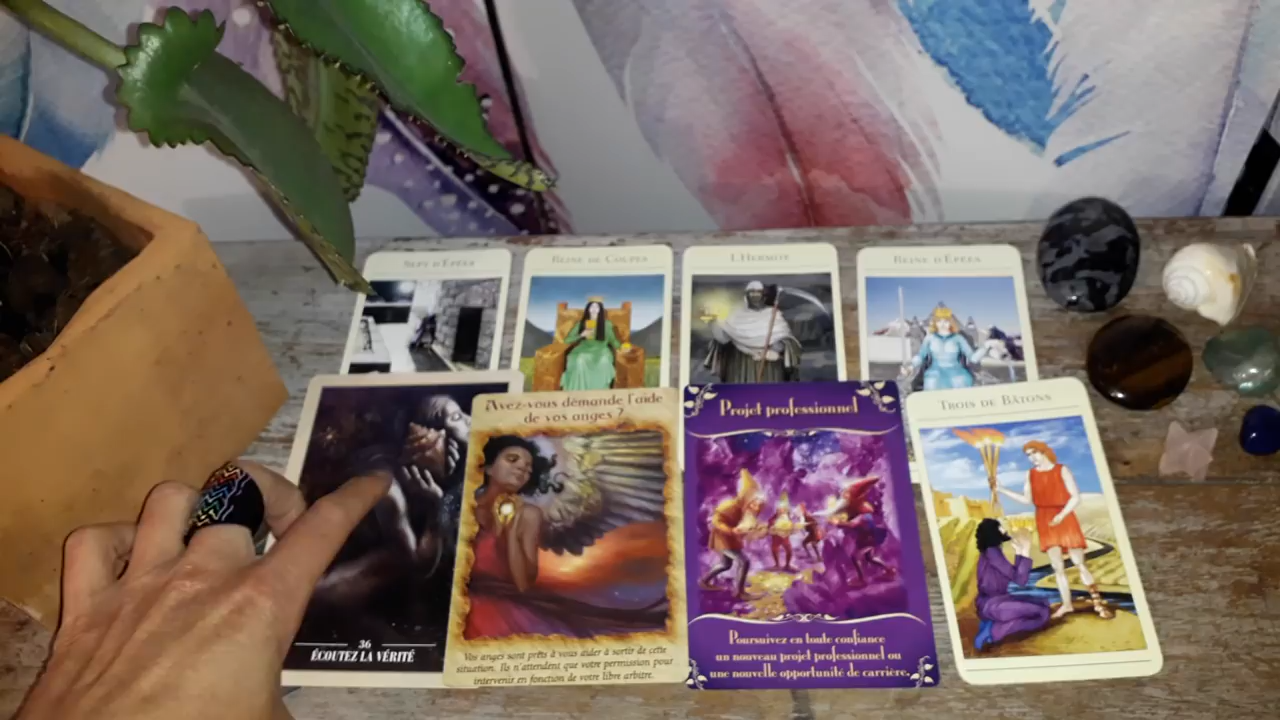 SEPT D'ÉPÉES
REINE DE COUPES
L'HERMIT
REINE D'ÉPÉES
36
ÉCOUTEZ LA VÉRITÉ
Avez-vous demandé l'aide
de vos anges ?
Vos anges sont prêts à vous aider à sortir de cette
situation. Ils n'attendent que votre permission pour
intervenir en fonction de votre libre arbitre.
Projet professionnel
Poursuivez en toute confiance
un nouveau projet professionnel ou
une nouvelle opportunité de carrière.
TROIS DE BÂTONS